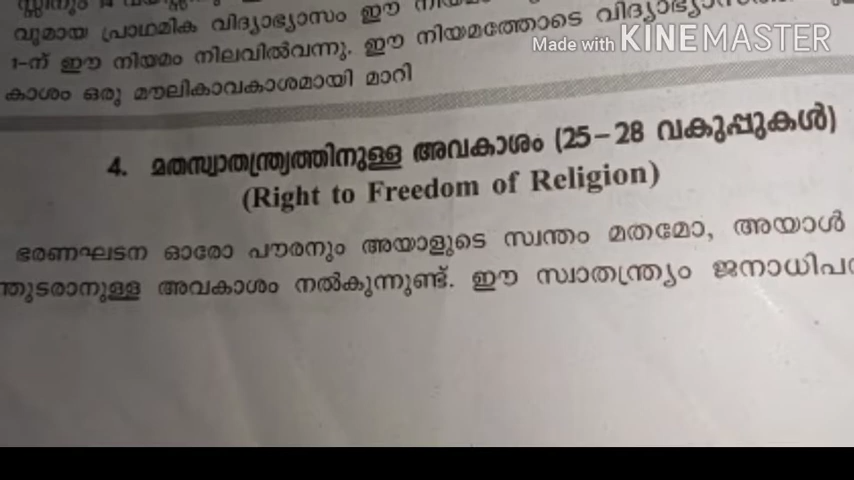 വുമായ പ്രാഥമിക വിദ്യാഭ്യാസം ഈ
1-ന് ഈ നിയമം നിലവിൽവന്നു. ഈ നിയമത്തോടെ
കാശം ഒരു മൗലികാവകാശമായി മാറി
Made with KINEMASTER
4. മതസ്വാതന്ത്ര്യത്തിനുള്ള അവകാശം (25-28 വകുപ്പുകൾ)
(Right to Freedom of Religion)
ഭരണഘടന ഓരോ പൗരനും അയാളുടെ സ്വന്തം മതമോ, അയാൾ
ന്തുടരാനുള്ള അവകാശം നൽകുന്നുണ്ട്. ഈ സ്വാതന്ത്ര്യം ജനാധിപ